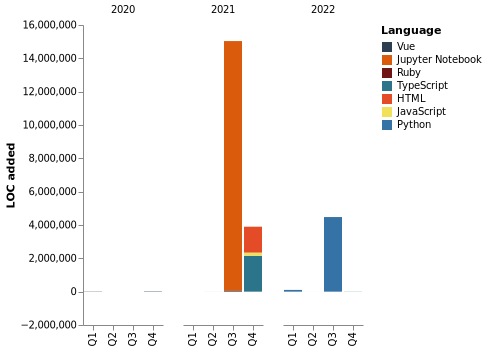 2020 2021 2022
Language
Vue
Jupyter Notebook
Ruby
TypeScript
HTML
JavaScript
Python
LOC added
16,000,000
14,000,000
12,000,000
10,000,000
8,000,000
6,000,000
4,000,000
2,000,000
0
−2,000,000
Q1 Q2 Q3 Q4 Q1 Q2 Q3 Q4 Q1 Q2 Q3 Q4